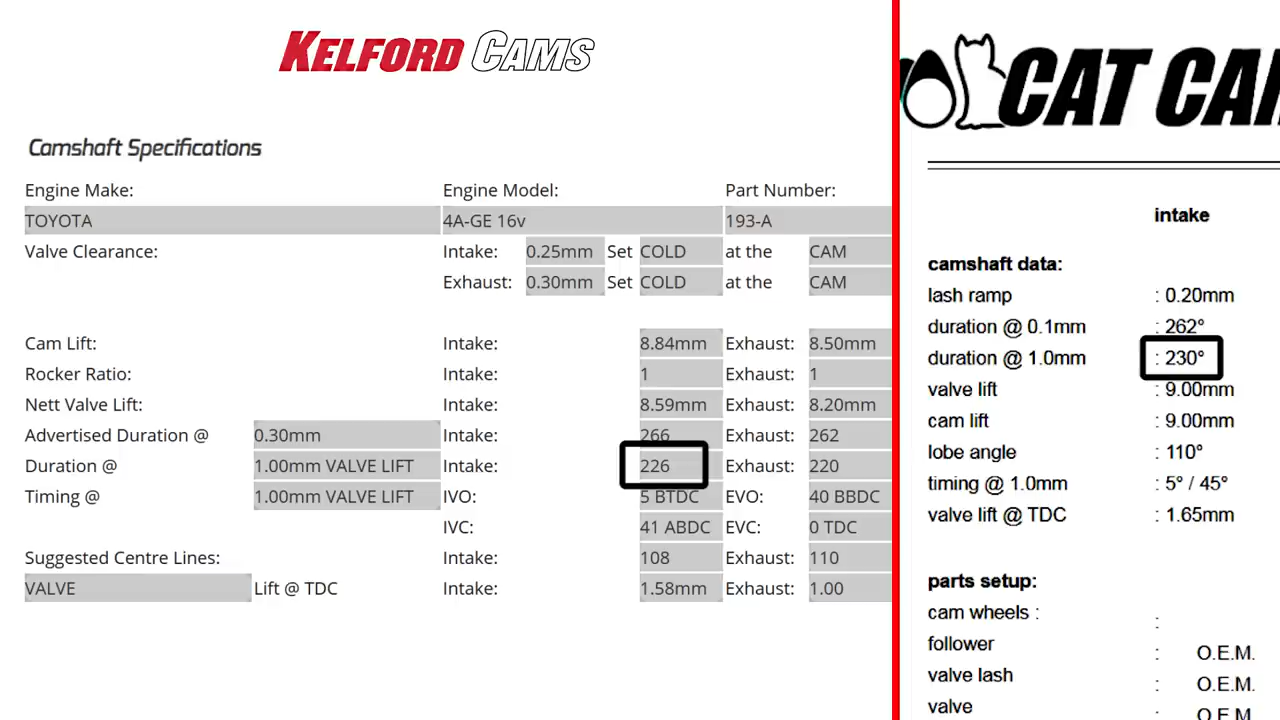 KELFORD CAMS
Camshaft Specifications
Engine Make: Engine Model: Part Number:
TOYOTA 4A-GE 16v 193-A
Valve Clearance: Intake: 0.25mm Set COLD at the CAM
Exhaust: 0.30mm Set COLD at the CAM
Cam Lift: Intake: 8.84mm Exhaust: 8.50mm
Rocker Ratio: Intake: 1 Exhaust: 1
Nett Valve Lift: Intake: 8.59mm Exhaust: 8.20mm
Advertised Duration @ 0.30mm Intake: 266 Exhaust: 262
Duration @ 1.00mm VALVE LIFT Intake: 226 Exhaust: 220
Timing @ 1.00mm VALVE LIFT IVO: 5 BTDC EVO: 40 BBDC
IVC: 41 ABDC EVC: 0 TDC
Suggested Centre Lines: Intake: 108 Exhaust: 110
VALVE Lift @ TDC Intake: 1.58mm Exhaust: 1.00
CAT CA
intake
camshaft data:
lash ramp : 0.20mm
duration @ 0.1mm : 262°
duration @ 1.0mm : 230°
valve lift : 9.00mm
cam lift : 9.00mm
lobe angle : 110°
timing @ 1.0mm : 5° / 45°
valve lift @ TDC : 1.65mm
parts setup:
cam wheels : :
follower : O.E.M.
valve lash : O.E.M.
valve : O.E.M.